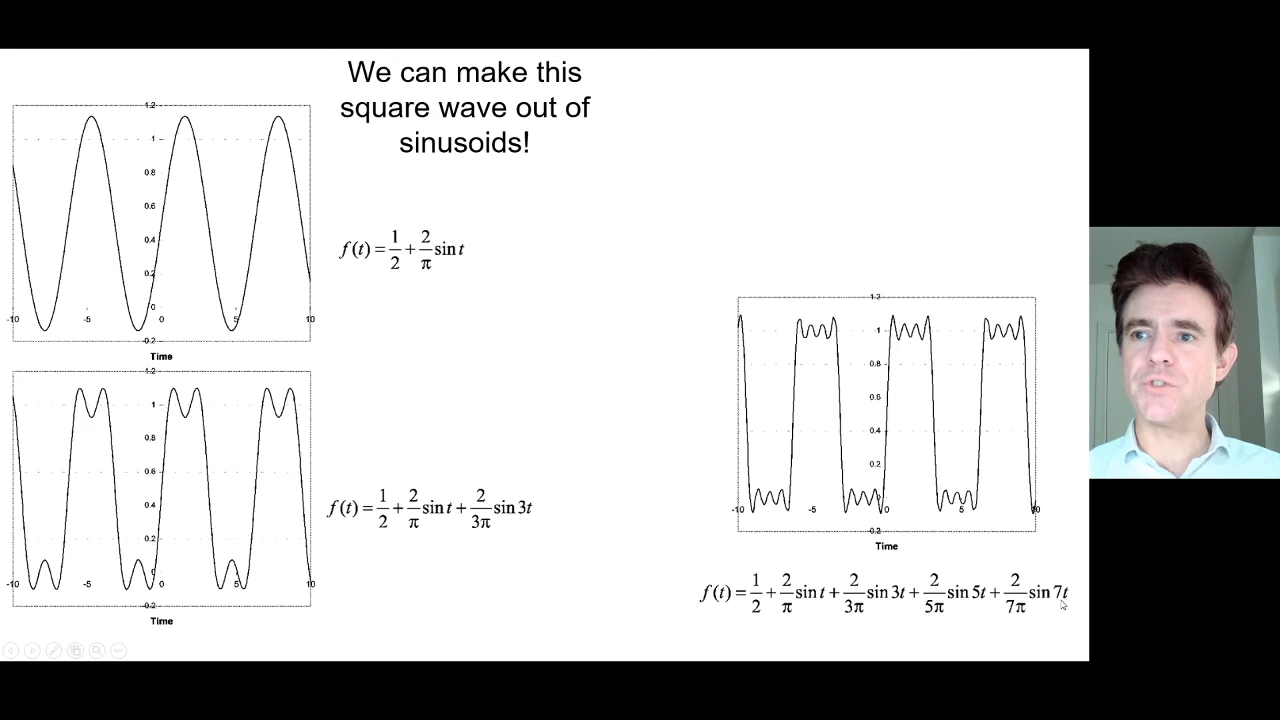 We can make this
square wave out of
sinusoids!
1.2
1
0.8
0.6
0.4
0.2
0
-10 -5 0 5 10
-0.2
Time
f(t) = 1/2 + 2/π sin t
1.2
1
0.8
0.6
0.4
0.2
-10 -5 0 5 10
-0.2
Time
f(t) = 1/2 + 2/π sin t + 2/3π sin 3t
1.2
1
0.8
0.6
0.4
0.2
-10 -5 0 5
0.2
Time
f(t) = 1/2 + 2/π sin t + 2/3π sin 3t + 2/5π sin 5t + 2/7π sin 7t